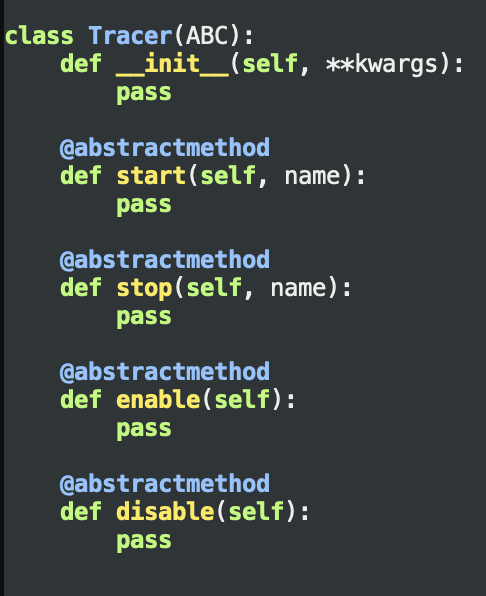 class Tracer(ABC):
    def __init__(self, **kwargs):
        pass

    @abstractmethod
    def start(self, name):
        pass

    @abstractmethod
    def stop(self, name):
        pass

    @abstractmethod
    def enable(self):
        pass

    @abstractmethod
    def disable(self):
        pass